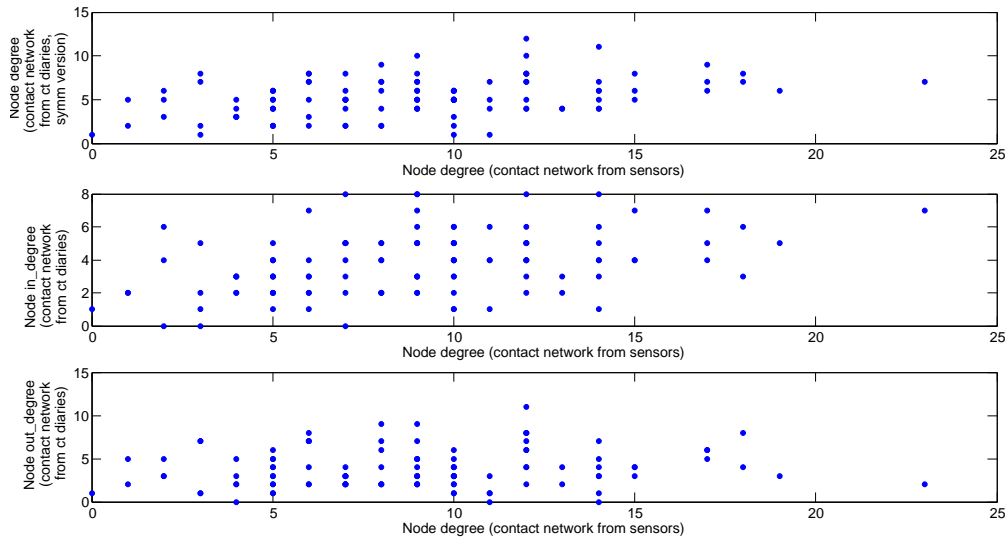 Node degree
(contact network
from ct diaries,
symm version)
15
10
5
0
0
5
10
15
20
25
Node degree (contact network from sensors)
Node in_degree
(contact network
from ct diaries)
8
6
4
2
0
0
5
10
15
20
25
Node degree (contact network from sensors)
Node out_degree
(contact network
from ct diaries)
15
10
5
0
0
5
10
15
20
25
Node degree (contact network from sensors)